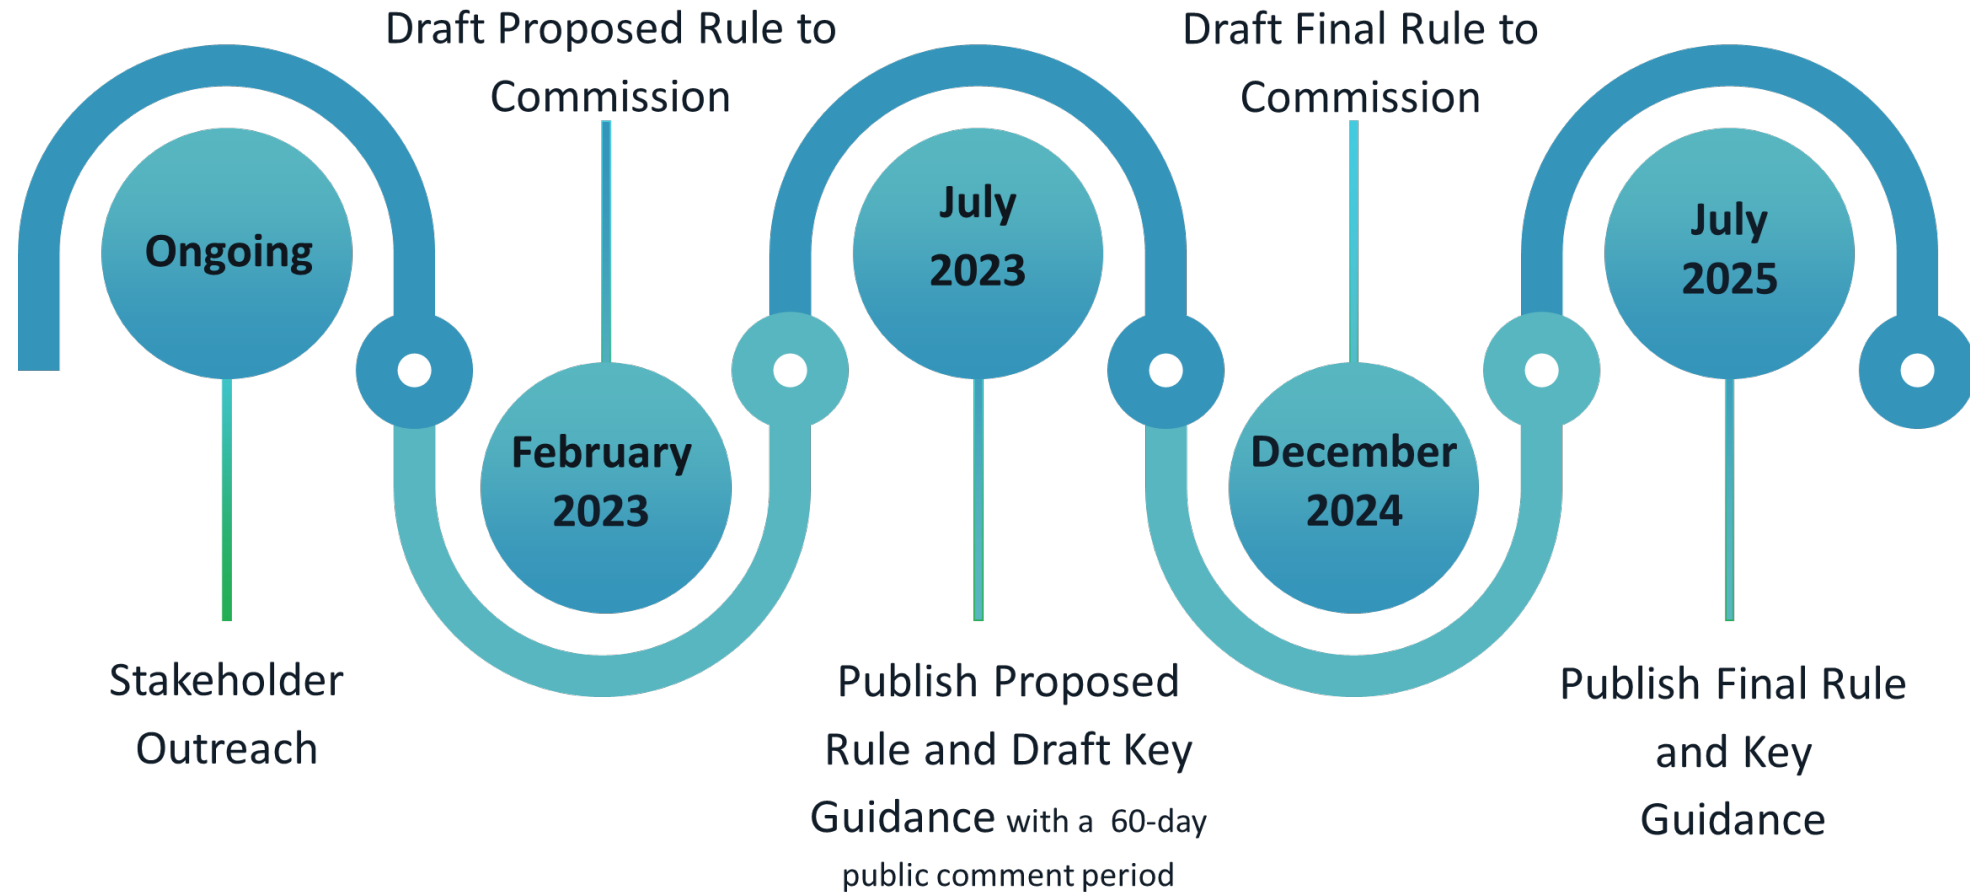 Ongoing
Stakeholder
Outreach
Draft Proposed Rule to
Commission
February
2023
July
2023
Publish Proposed
Rule and Draft Key
Guidance with a 60-day
public comment period
Draft Final Rule to
Commission
December
2024
July
2025
Publish Final Rule
and Key
Guidance